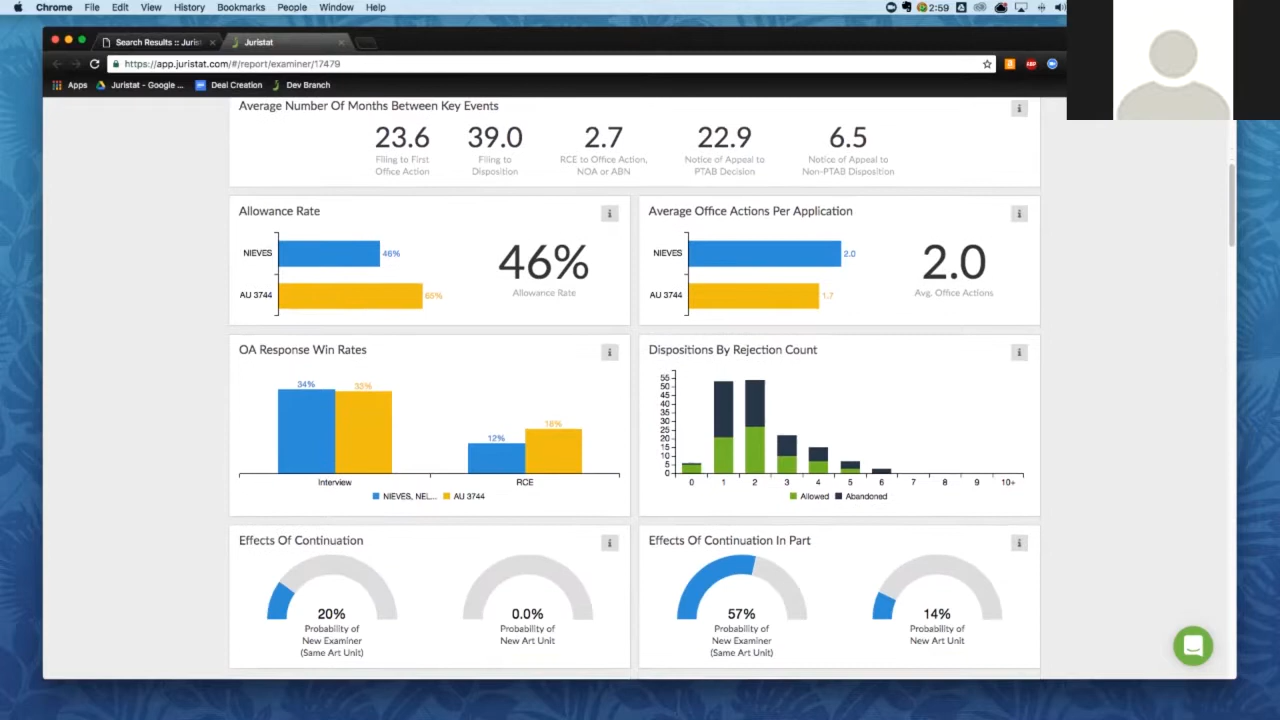 Chrome File Edit View History Bookmarks People Window Help 2:59
Search Results :: Juris
Juristat
https://app.juristat.com/#/report/examiner/17479
Apps Juristat - Google ... Deal Creation Dev Branch
Average Number Of Months Between Key Events
i
23.6 39.0 2.7 22.9 6.5
Filing to First Filing to RCE to Office Action, Notice of Appeal to Notice of Appeal to
Office Action Disposition NOA or ABN PTAB Decision Non-PTAB Disposition
Allowance Rate
i
NIEVES 46%
AU 3744 65%
46%
Allowance Rate
Average Office Actions Per Application
i
NIEVES 2.0
AU 3744 1.7
2.0
Avg. Office Actions
OA Response Win Rates
i
34% 33%
12% 18%
Interview RCE
NIEVES, NEL... AU 3744
Dispositions By Rejection Count
i
55
50
45
40
35
30
25
20
15
10
5
0
0 1 2 3 4 5 6 7 8 9 10+
Allowed Abandoned
Effects Of Continuation
i
20% 0.0%
Probability of Probability of
New Examiner New Art Unit
(Same Art Unit)
Effects Of Continuation In Part
i
57% 14%
Probability of Probability of
New Examiner New Art Unit
(Same Art Unit)